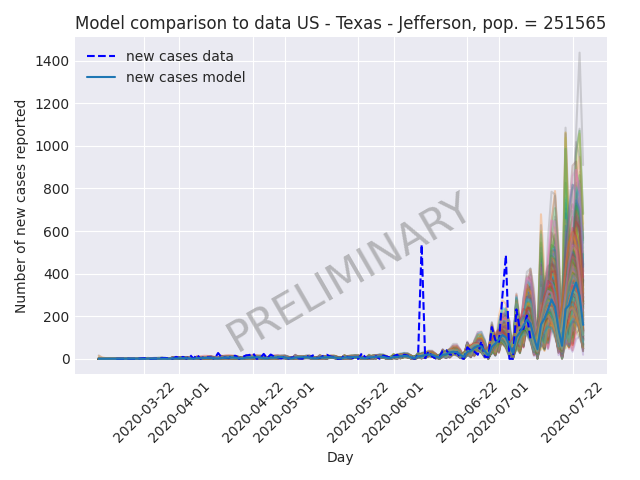 Model comparison to data US - Texas - Jefferson, pop. = 251565
new cases data
new cases model
Number of new cases reported
1400
1200
1000
800
600
400
200
0
PRELIMINARY
2020-03-22
2020-04-01
2020-04-22
2020-05-01
2020-05-22
2020-06-01
2020-06-22
2020-07-01
2020-07-22
Day